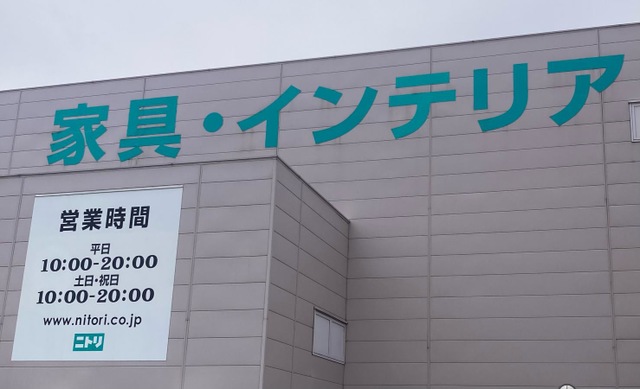 家具・インテリア
営業時間
平日
10:00-20:00
土日・祝日
10:00-20:00
www.nitori.co.jp
ニトリ